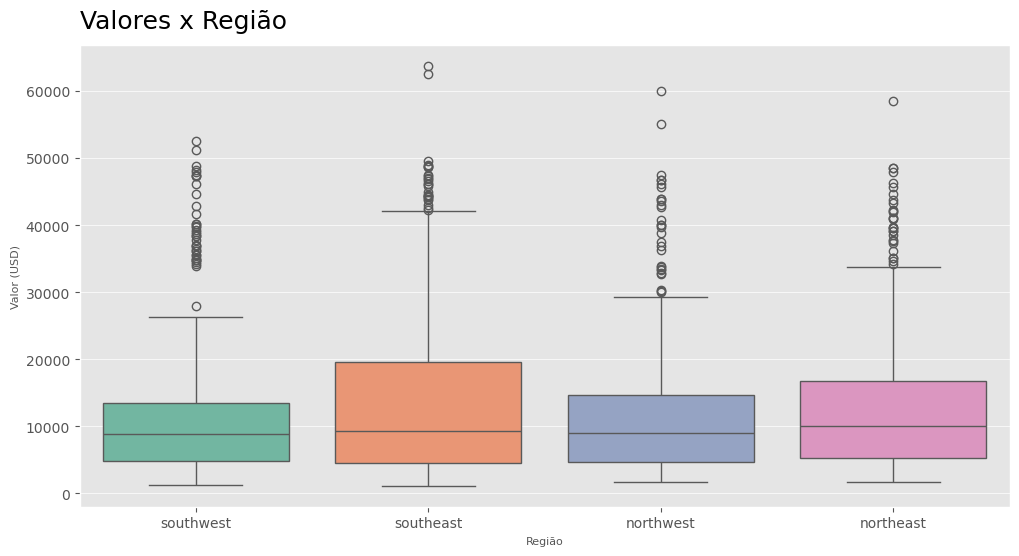 Valores x Região
Valor (USD)
60000
50000
40000
30000
20000
10000
0
southwest southeast northwest northeast
Região